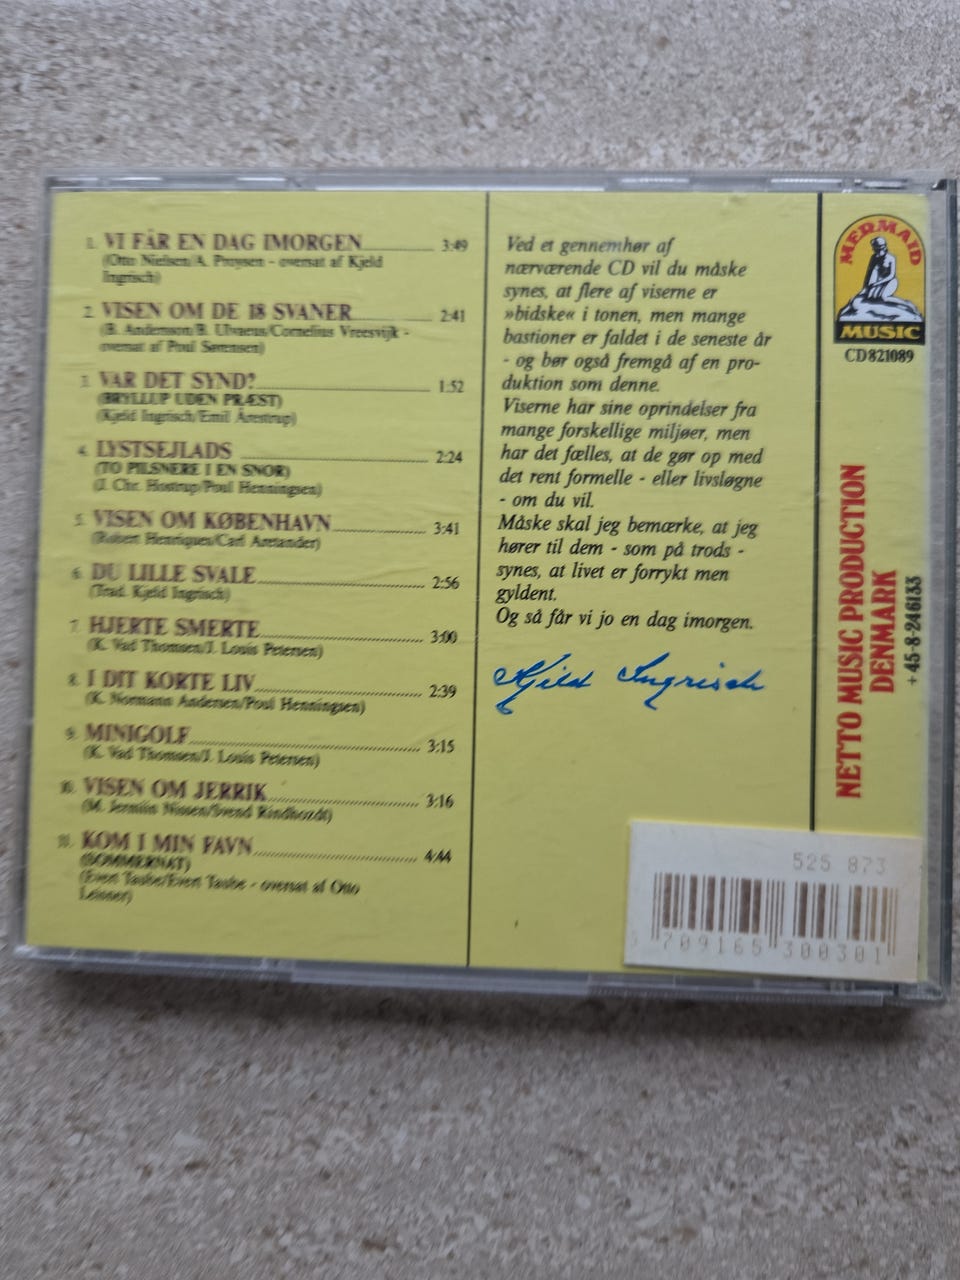 1. VI FÅR EN DAG IMORGEN 3:49
(Otto Nielsen/A. Prøysen - oversat af Kjeld
Ingrisch)
2. VISEN OM DE 18 SVANER 2:41
(B. Anderson/B. Ulvaeus/Cornelius Vreesvijk -
oversat af Poul Sørensen)
3. VAR DET SYND? 1:52
(BRYLLUP UDEN PRÆST)
(Kjeld Ingrisch/Emil Årestrup)
4. LYSTSEJLADS 2:24
(TO PILSNERE I EN SNOR)
(J. Chr. Hostrup/Poul Henningsen)
5. VISEN OM KØBENHAVN 3:41
(Robert Henriques/Carl Aretander)
6. DU LILLE SVALE 2:56
(Trad. Kjeld Ingrisch)
7. HJERTE SMERTE 3:00
(K. Vad Thomsen/J. Louis Petersen)
8. I DIT KORTE LIV 2:39
(K. Normann Andersen/Poul Henningsen)
9. MINIGOLF 3:15
(K. Vad Thomsen/J. Louis Petersen)
10. VISEN OM JERRIK 3:16
(M. Jermiin Nissen/Svend Rindhozdt)
11. KOM I MIN FAVN 4:44
(SOMMERNAT)
(Evert Taube/Evert Taube - oversat af Otto
Leisner)
Ved et gennemhør af
nærværende CD vil du måske
synes, at flere af viserne er
»bidske« i tonen, men mange
bastioner er faldet i de seneste år
- og bør også fremgå af en pro-
duktion som denne.
Viserne har sine oprindelser fra
mange forskellige miljøer, men
har det fælles, at de gør op med
det rent formelle - eller livsløgne
- om du vil.
Måske skal jeg bemærke, at jeg
hører til dem - som på trods -
synes, at livet er forrykt men
gyldent.
Og så får vi jo en dag imorgen.
Kjeld Ingrisch
MERMAID
MUSIC
CD 821089
NETTO MUSIC PRODUCTION
DENMARK
+45-8-246133
525 873
5 709165 300301